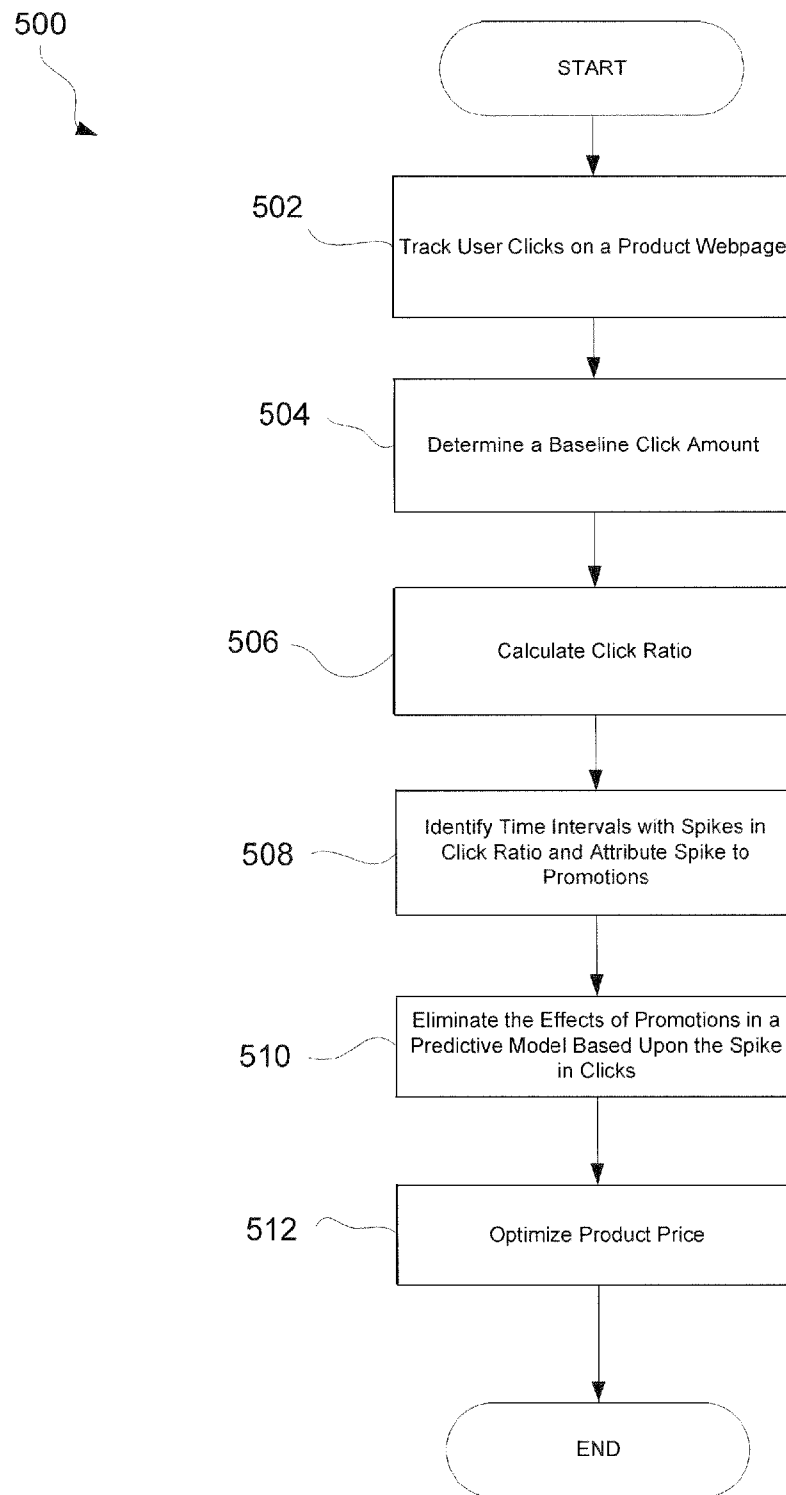 500
START
502
Track User Clicks on a Product Webpage
504
Determine a Baseline Click Amount
506
Calculate Click Ratio
508
Identify Time Intervals with Spikes in
Click Ratio and Attribute Spike to
Promotions
510
Eliminate the Effects of Promotions in a
Predictive Model Based Upon the Spike
in Clicks
512
Optimize Product Price
END